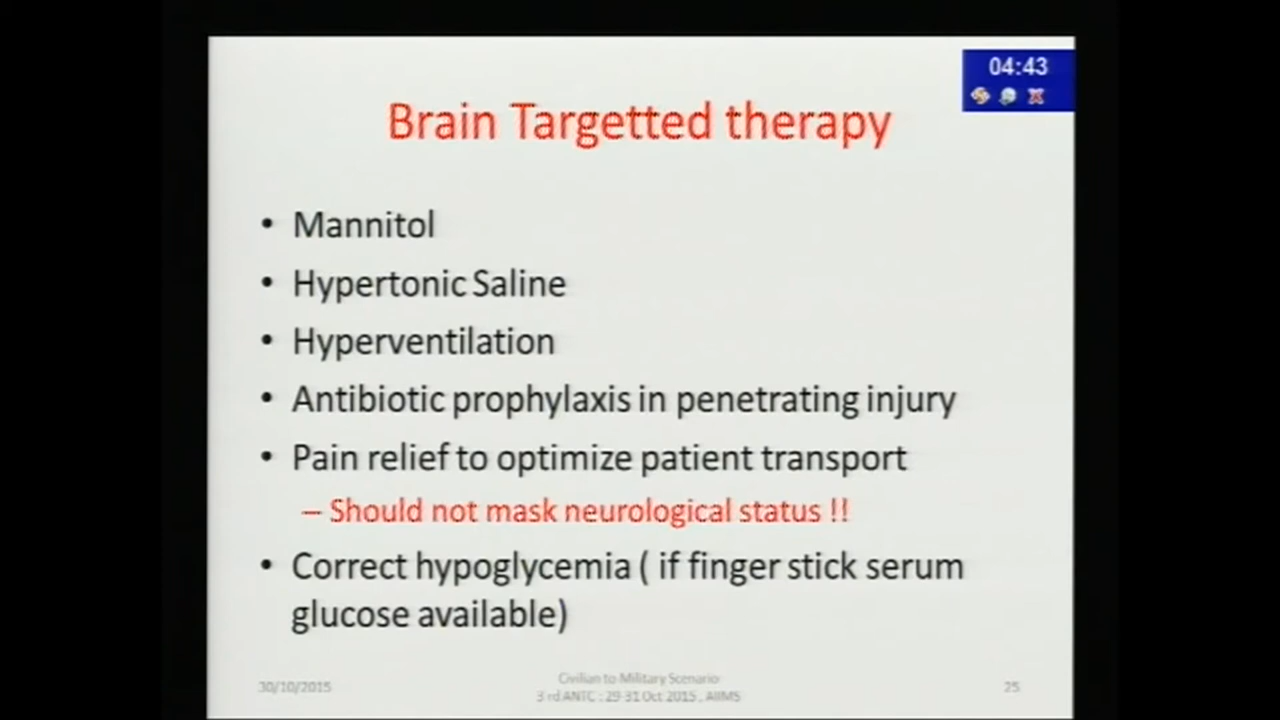 04:43
Brain Targetted therapy
• Mannitol
• Hypertonic Saline
• Hyperventilation
• Antibiotic prophylaxis in penetrating injury
• Pain relief to optimize patient transport
– Should not mask neurological status !!
• Correct hypoglycemia ( if finger stick serum
glucose available)
30/10/2015
Civilian to Military Scenario
3 rd ANTC : 29-31 Oct 2015 , AIIMS
25